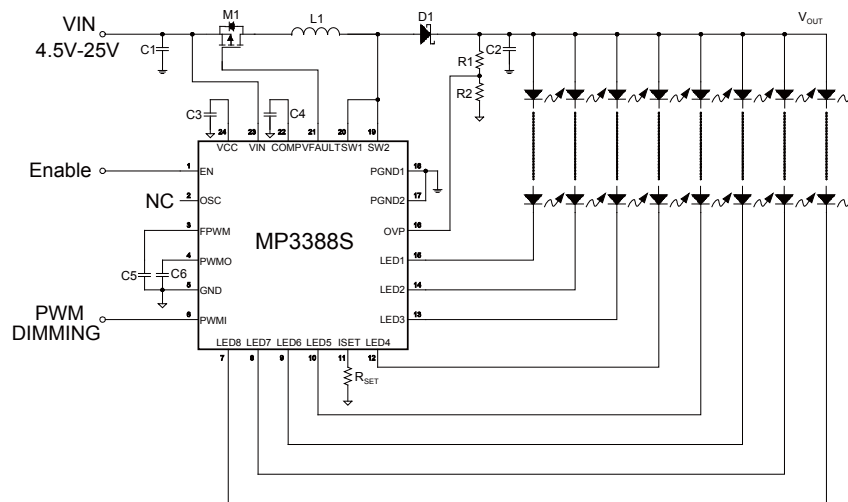 VIN
4.5V-25V
C1
M1
L1
D1
C2
VOUT
R1
R2
C3
C4
24
23
22
21
20
19
VCC
VIN
COMP
VFAULT
SW1
SW2
Enable
1
EN
PGND1
18
NC
2
OSC
PGND2
17
3
FPWM
MP3388S
OVP
16
C5
C6
4
PWMO
LED1
15
5
GND
LED2
14
PWM
DIMMING
6
PWMI
LED3
13
LED8
LED7
LED6
LED5
ISET
LED4
7
8
9
10
11
12
RSET